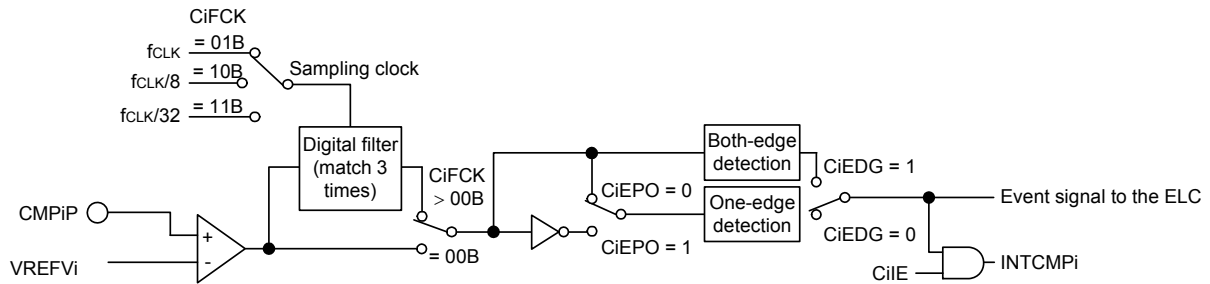 CiFCK
fCLK = 01B
fCLK/8 = 10B
fCLK/32 = 11B
Sampling clock
Digital filter
(match 3
times)
CiFCK
> 00B
= 00B
CMPiP
VREFVi
+
-
CiEPO = 0
CiEPO = 1
Both-edge
detection
One-edge
detection
CiEDG = 1
CiEDG = 0
Event signal to the ELC
CiIE
INTCMPi